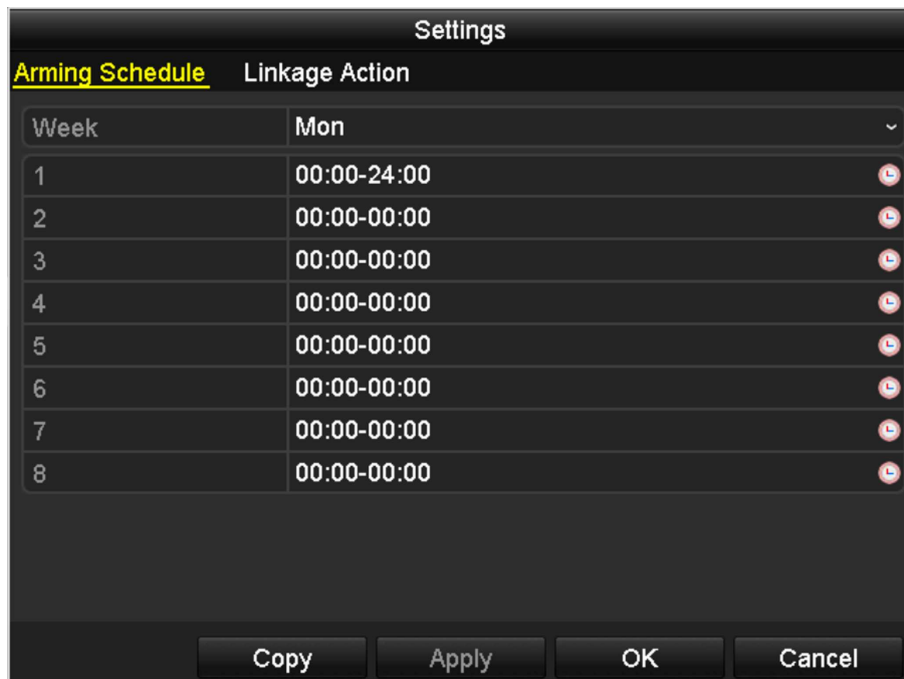 Settings
Arming Schedule Linkage Action
Week Mon
1 00:00-24:00
2 00:00-00:00
3 00:00-00:00
4 00:00-00:00
5 00:00-00:00
6 00:00-00:00
7 00:00-00:00
8 00:00-00:00
Copy Apply OK Cancel